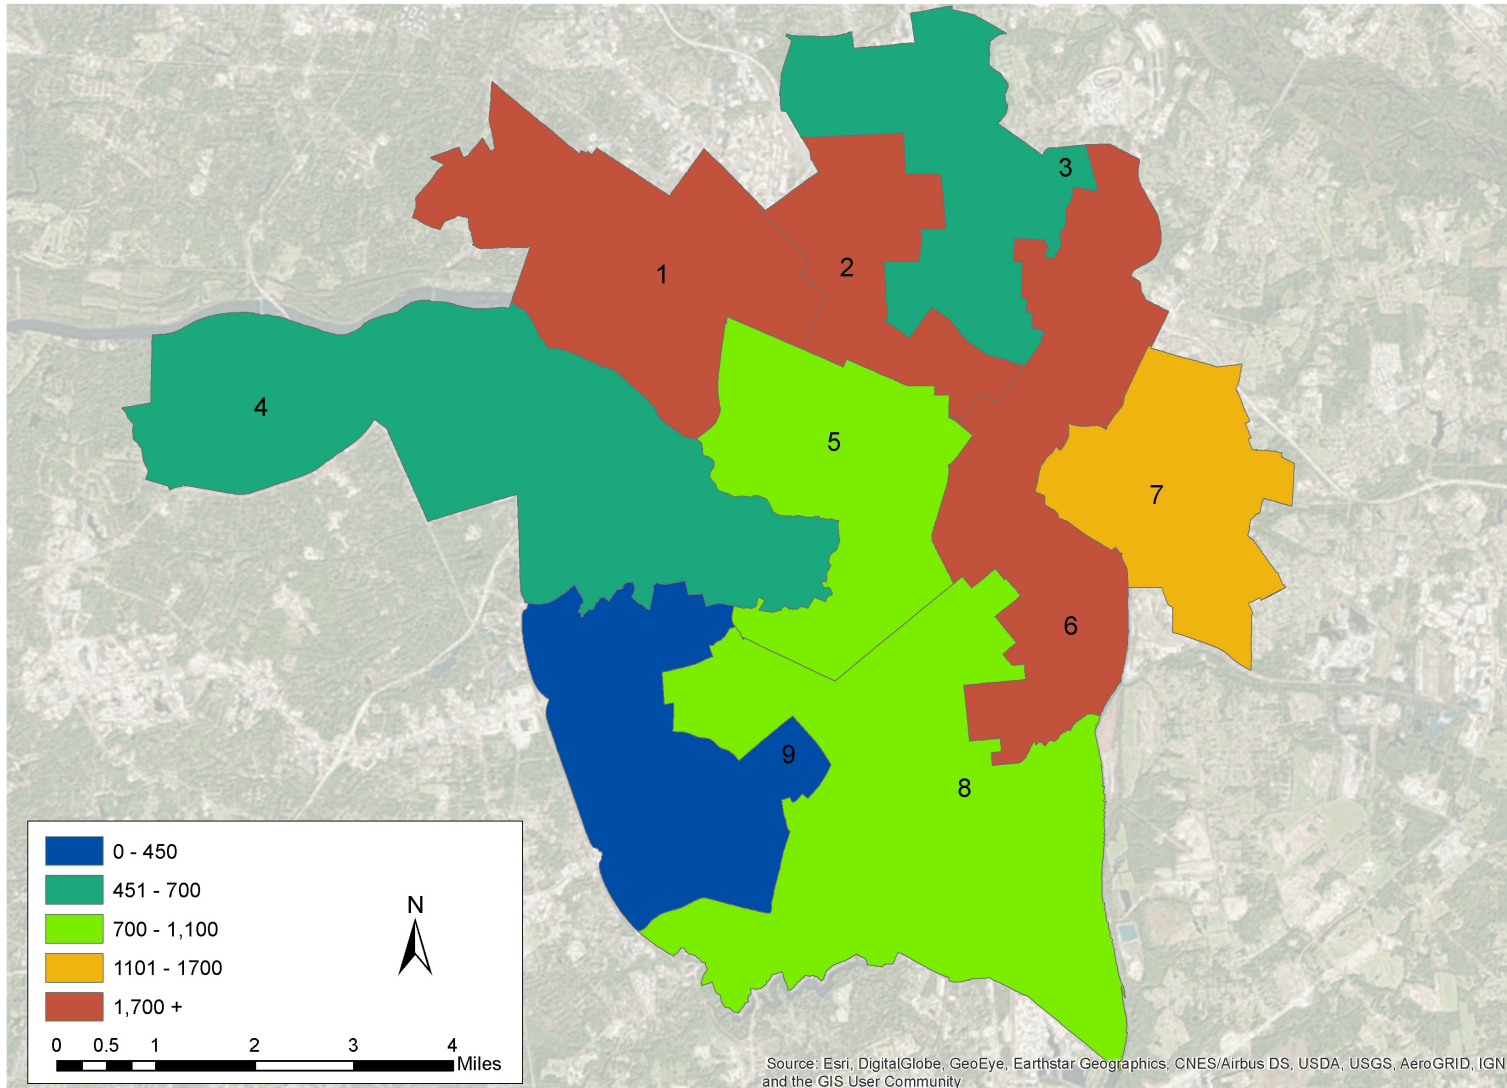 3
1
2
4
5
7
6
9
8
0 - 450
451 - 700
700 - 1,100
1101 - 1700
1,700 +
N
0 0.5 1 2 3 4
Miles
Source: Esri, DigitalGlobe, GeoEye, Earthstar Geographics, CNES/Airbus DS, USDA, USGS, AeroGRID, IGN
and the GIS User Community